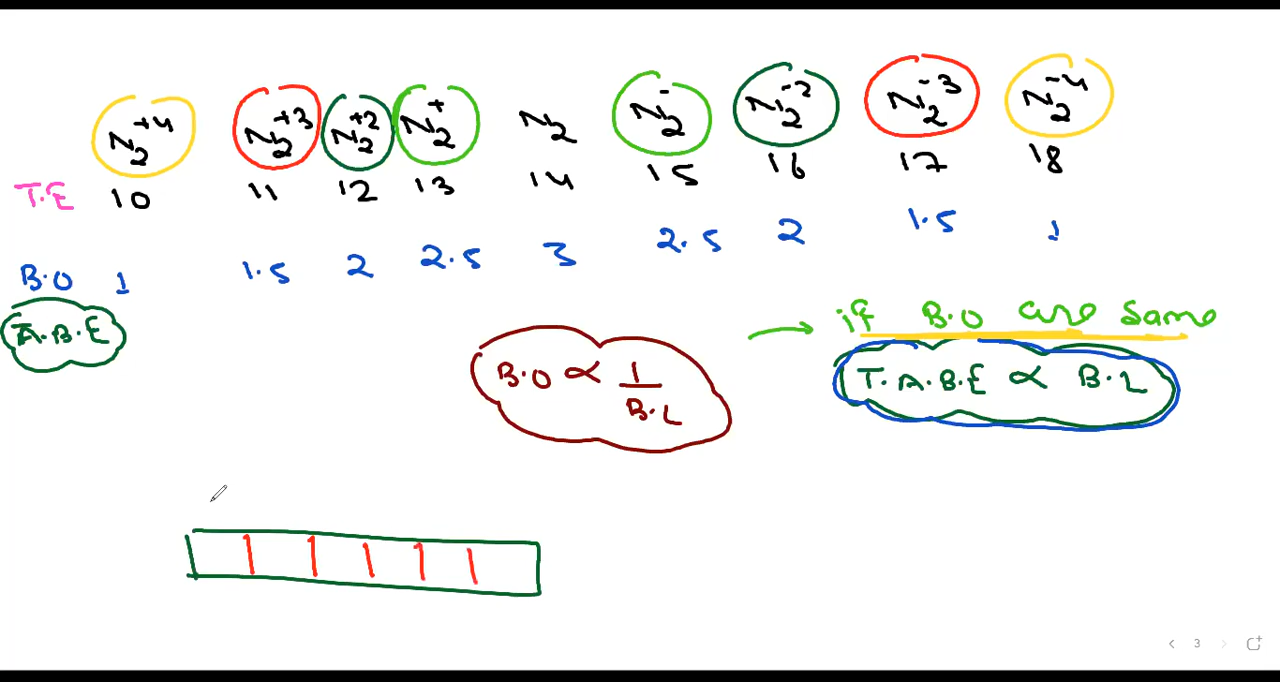 N₂⁺⁴ N₂⁺³ N₂⁺² N₂⁺ N₂ N₂⁻ N₂⁻² N₂⁻³ N₂⁻⁴
T.E 10 11 12 13 14 15 16 17 18
B.O 1 1.5 2 2.5 3 2.5 2 1.5 1
A.B.E
→ if B.O are same
B.O ∝ 1/B.L
T.A.B.E ∝ B.L
3